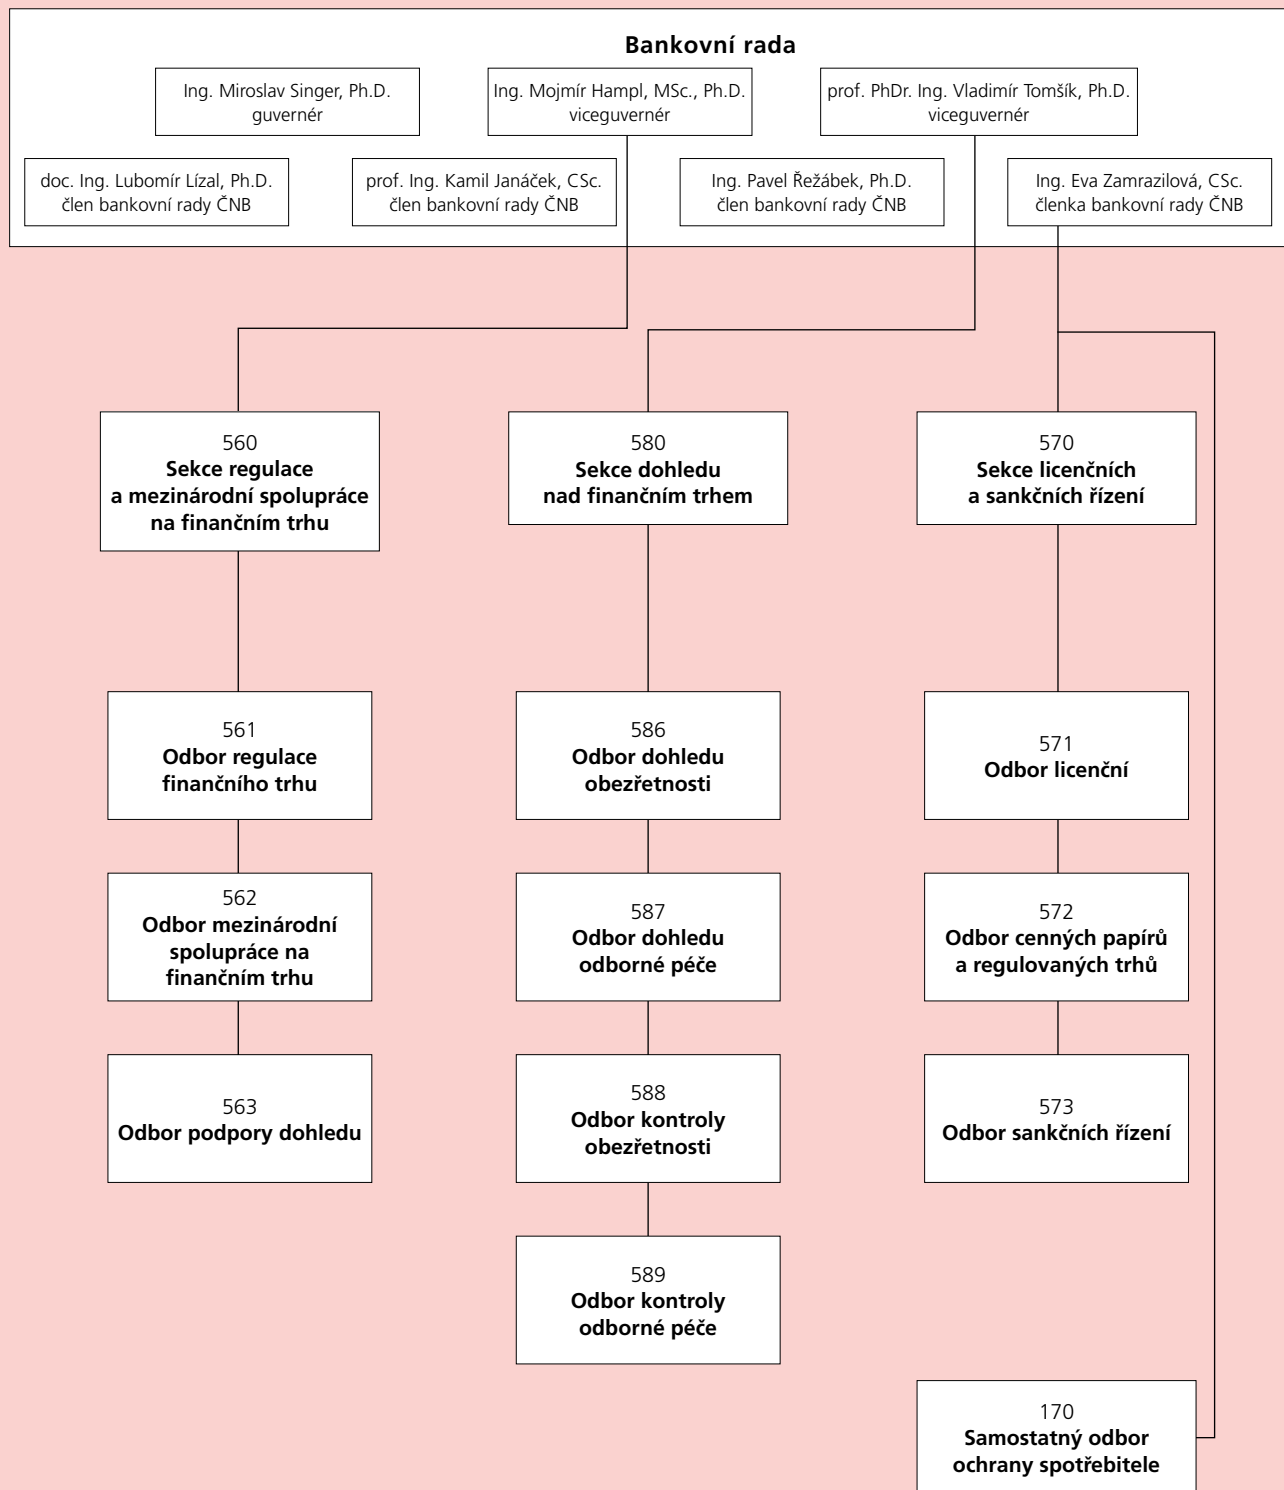 Bankovní rada
Ing. Miroslav Singer, Ph.D.
guvernér
Ing. Mojmír Hampl, MSc., Ph.D.
viceguvernér
prof. PhDr. Ing. Vladimír Tomšík, Ph.D.
viceguvernér
doc. Ing. Lubomír Lízal, Ph.D.
člen bankovní rady ČNB
prof. Ing. Kamil Janáček, CSc.
člen bankovní rady ČNB
Ing. Pavel Řežábek, Ph.D.
člen bankovní rady ČNB
Ing. Eva Zamrazilová, CSc.
členka bankovní rady ČNB
560
Sekce regulace
a mezinárodní spolupráce
na finančním trhu
580
Sekce dohledu
nad finančním trhem
570
Sekce licenčních
a sankčních řízení
561
Odbor regulace
finančního trhu
586
Odbor dohledu
obezřetnosti
571
Odbor licenční
562
Odbor mezinárodní
spolupráce na
finančním trhu
587
Odbor dohledu
odborné péče
572
Odbor cenných papírů
a regulovaných trhů
563
Odbor podpory dohledu
588
Odbor kontroly
obezřetnosti
573
Odbor sankčních řízení
589
Odbor kontroly
odborné péče
170
Samostatný odbor
ochrany spotřebitele